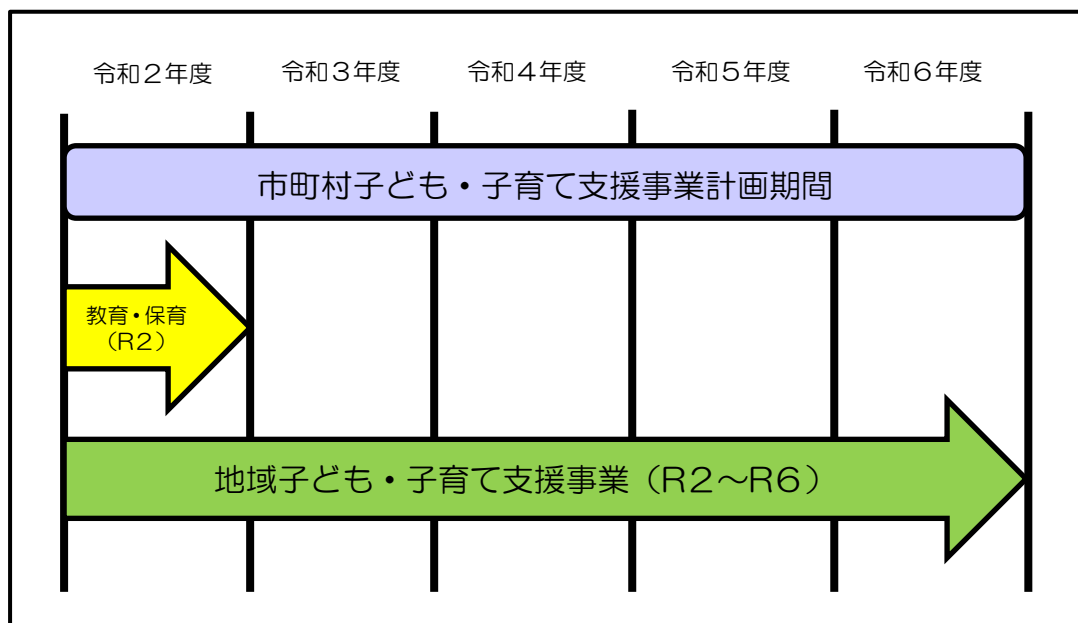 令和２年度 令和３年度 令和４年度 令和５年度 令和６年度
市町村子ども・子育て支援事業計画期間
教育・保育
（R２）
地域子ども・子育て支援事業（R２～R６）